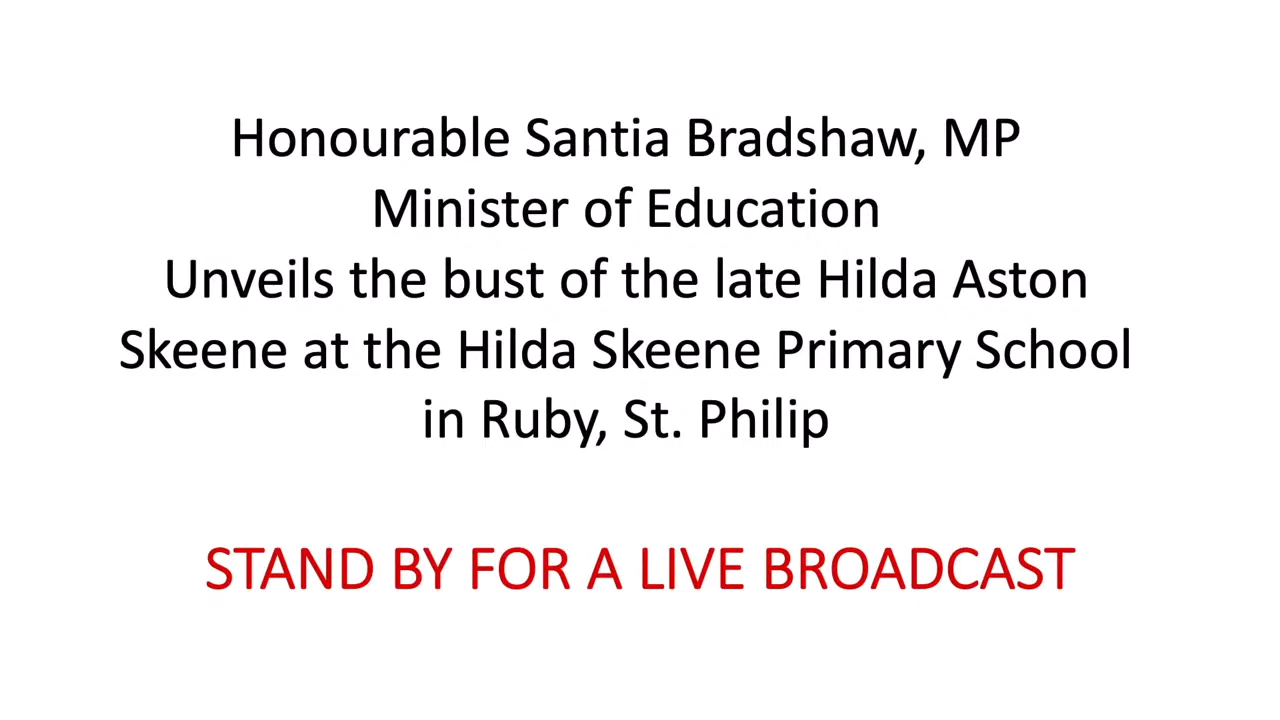 Honourable Santia Bradshaw, MP
Minister of Education
Unveils the bust of the late Hilda Aston
Skeene at the Hilda Skeene Primary School
in Ruby, St. Philip
STAND BY FOR A LIVE BROADCAST